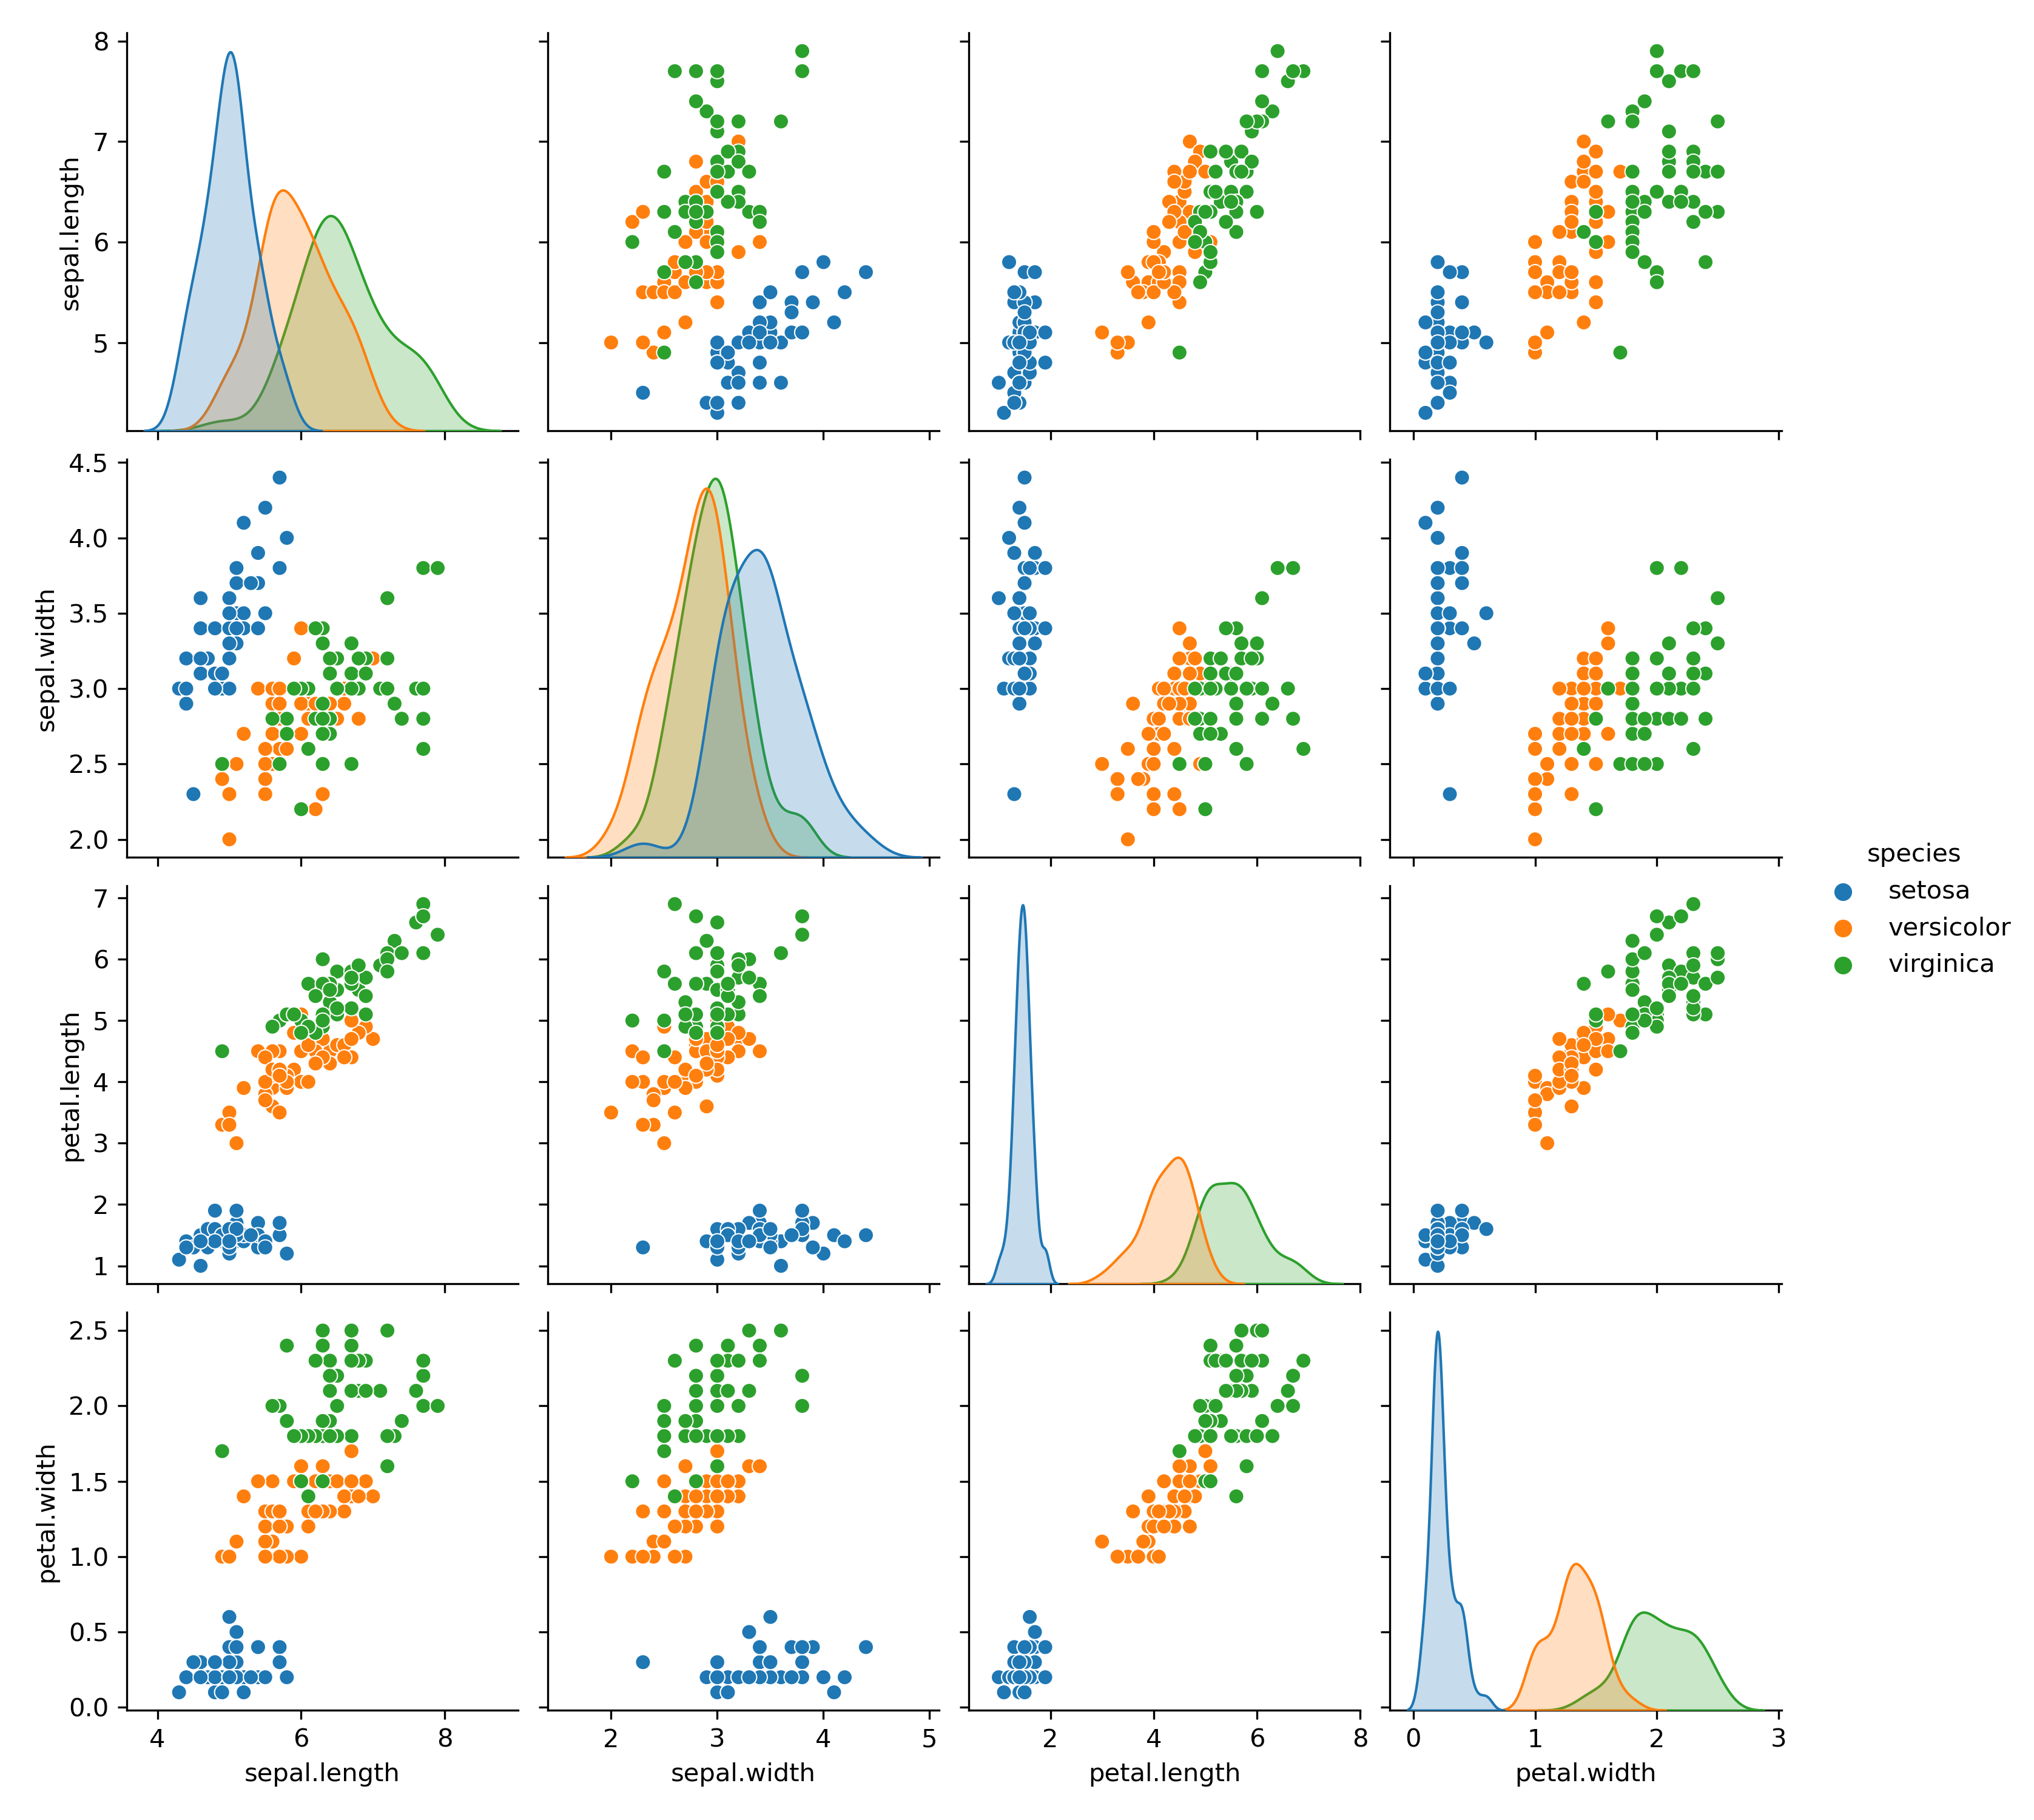 8
7
6
5
sepal.length
4.5
4.0
3.5
3.0
2.5
2.0
sepal.width
7
6
5
4
3
2
1
petal.length
2.5
2.0
1.5
1.0
0.5
0.0
petal.width
4 6 8
sepal.length
2 3 4 5
sepal.width
2 4 6 8
petal.length
0 1 2 3
petal.width
species
setosa
versicolor
virginica